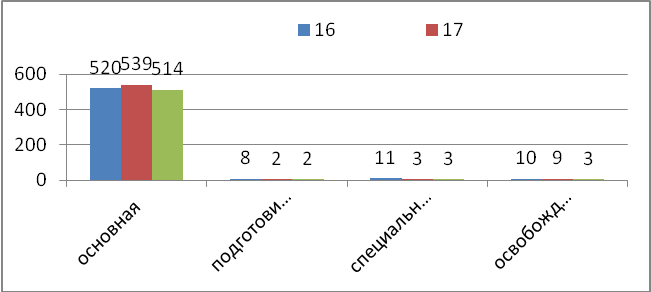 16 17
520 539 514
600
400
200
0
8 2 2
11 3 3
10 9 3
основная
подготови...
специальн...
освобожд...